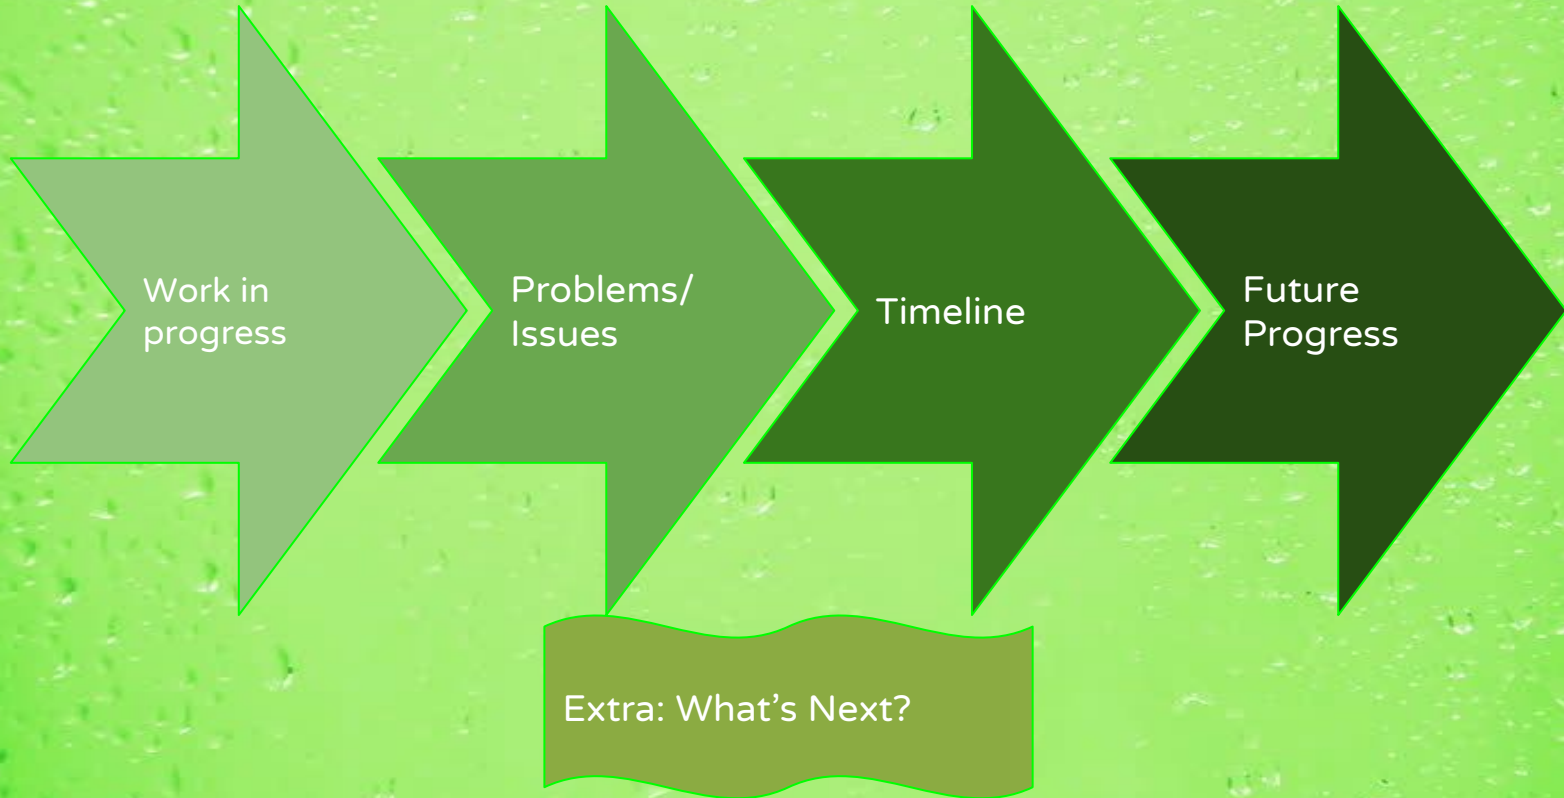 Work in
progress
Problems/
Issues
Timeline
Future
Progress
Extra: What’s Next?